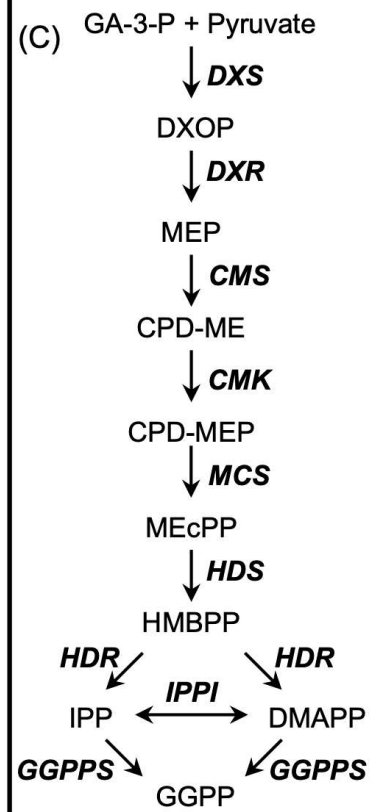 (C)
GA-3-P + Pyruvate
DXS
DXOP
DXR
MEP
CMS
CPD-ME
CMK
CPD-MEP
MCS
MEcPP
HDS
HMBPP
HDR HDR
IPPI
IPP DMAPP
GGPPS GGPPS
GGPP